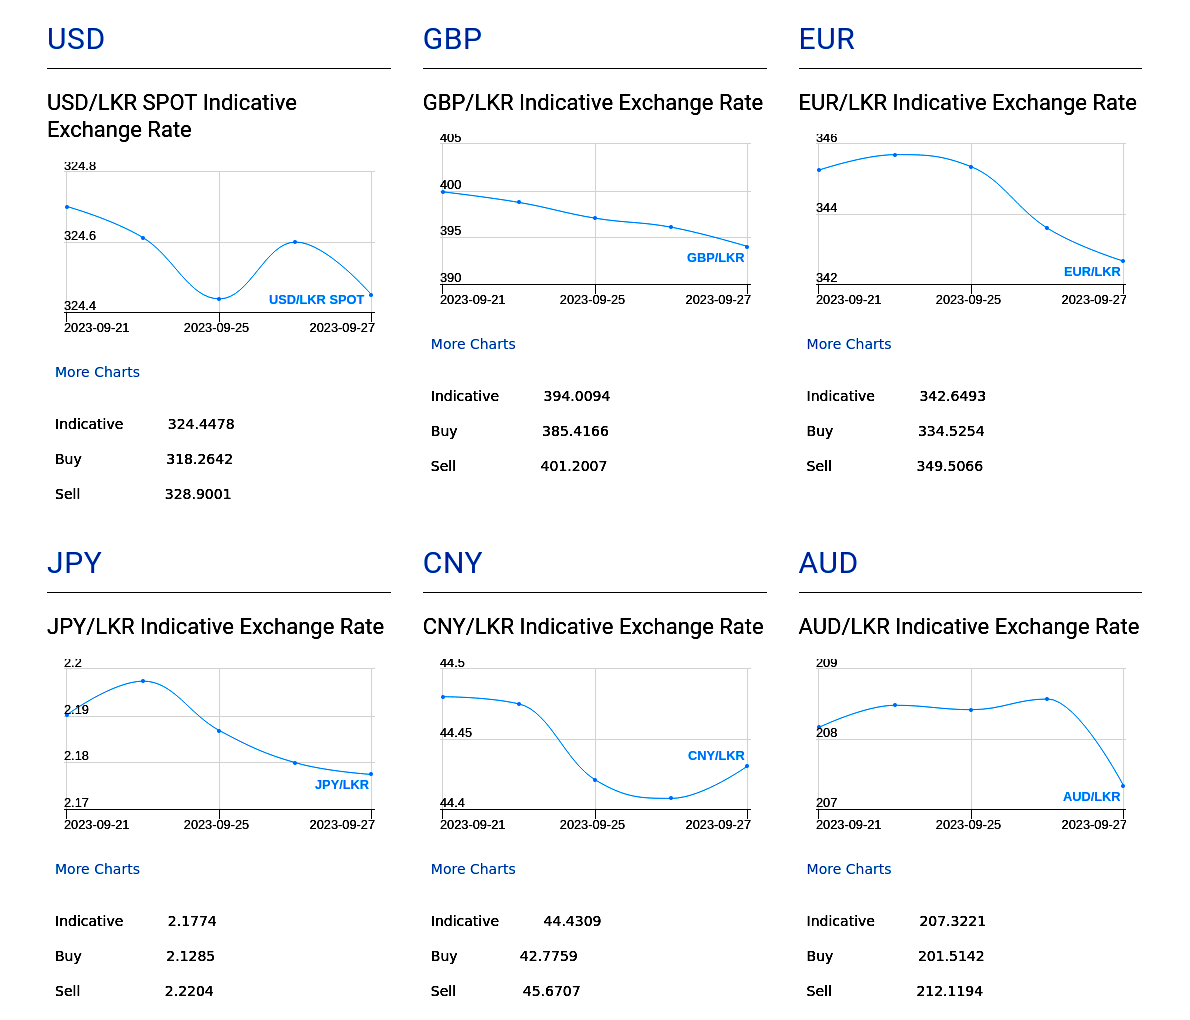 USD
USD/LKR SPOT Indicative
Exchange Rate
324.8
324.6
324.4
USD/LKR SPOT
2023-09-21 2023-09-25 2023-09-27
More Charts
Indicative 324.4478
Buy 318.2642
Sell 328.9001
GBP
GBP/LKR Indicative Exchange Rate
405
400
395
390
GBP/LKR
2023-09-21 2023-09-25 2023-09-27
More Charts
Indicative 394.0094
Buy 385.4166
Sell 401.2007
EUR
EUR/LKR Indicative Exchange Rate
346
344
342
EUR/LKR
2023-09-21 2023-09-25 2023-09-27
More Charts
Indicative 342.6493
Buy 334.5254
Sell 349.5066
JPY
JPY/LKR Indicative Exchange Rate
2.2
2.19
2.18
2.17
JPY/LKR
2023-09-21 2023-09-25 2023-09-27
More Charts
Indicative 2.1774
Buy 2.1285
Sell 2.2204
CNY
CNY/LKR Indicative Exchange Rate
44.5
44.45
44.4
CNY/LKR
2023-09-21 2023-09-25 2023-09-27
More Charts
Indicative 44.4309
Buy 42.7759
Sell 45.6707
AUD
AUD/LKR Indicative Exchange Rate
209
208
207
AUD/LKR
2023-09-21 2023-09-25 2023-09-27
More Charts
Indicative 207.3221
Buy 201.5142
Sell 212.1194